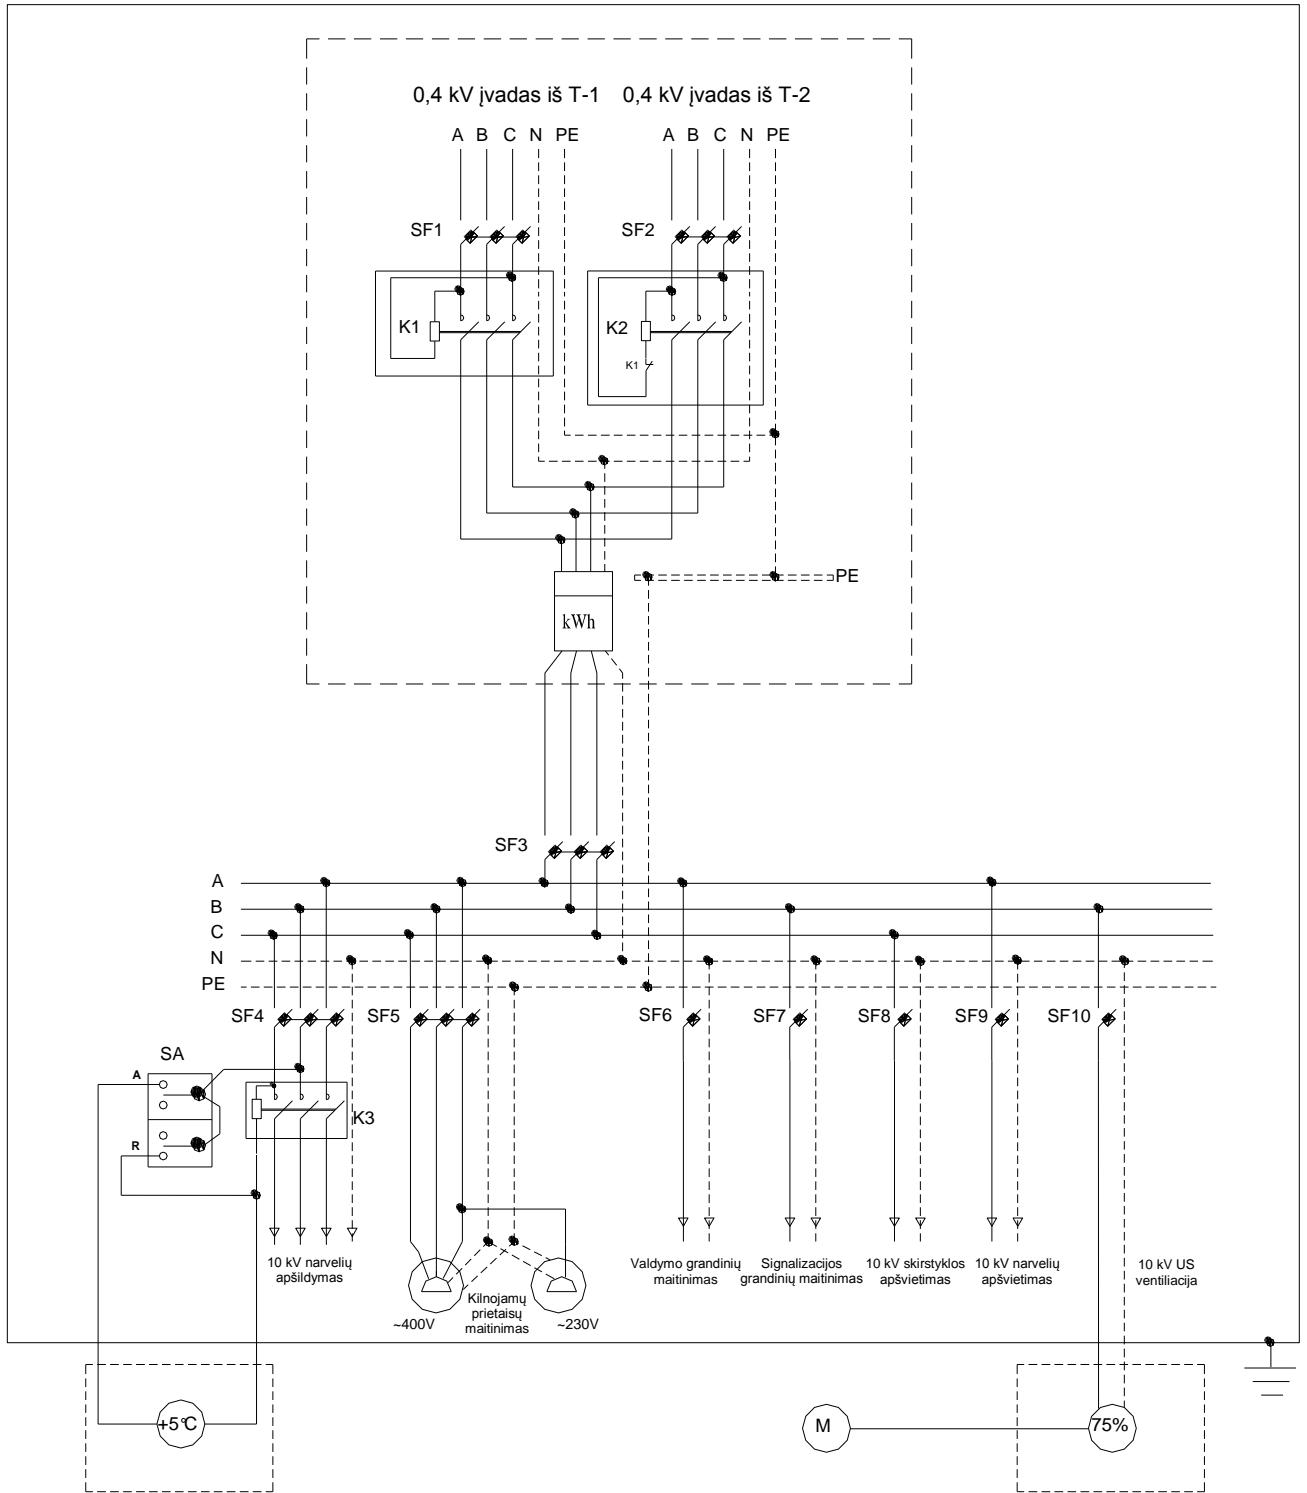 0,4 kV įvadas iš T-1 0,4 kV įvadas iš T-2
A B C N PE A B C N PE
SF1 SF2
K1 K2
K1
PE
kWh
SF3
A
B
C
N
PE
SF4 SF5 SF6 SF7 SF8 SF9 SF10
SA
A
K3
R
10 kV narvelių
apšildymas
Kilnojamų
prietaisų
maitinimas
~400V ~230V
Valdymo grandinių
maitinimas
Signalizacijos
grandinių maitinimas
10 kV skirstyklos
apšvietimas
10 kV narvelių
apšvietimas
10 kV US
ventiliacija
+5°C M 75%